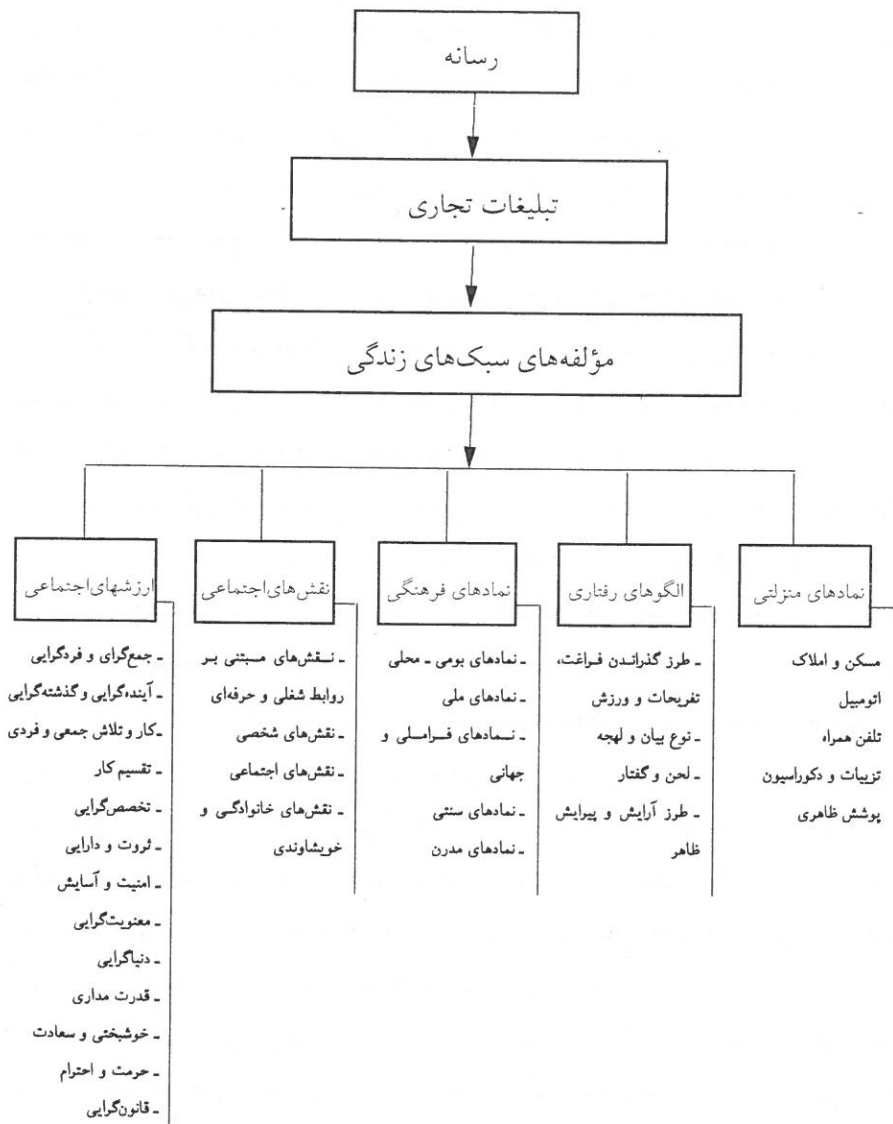 رسانه
تبلیغات تجاری
مؤلفه‌های سبک‌های زندگی
نمادهای منزلتی
مسکن و املاک
اتومبیل
تلفن همراه
تزیبات و دکوراسیون
پوشش ظاهری
الگوهای رفتاری
ـ طرز گذراندن فراغت،
تفریحات و ورزش
ـ نوع بیان و لهجه
ـ لحن و گفتار
ـ طرز آرایش و پیرایش
ظاهر
نمادهای فرهنگی
ـ نمادهای بومی ـ محلی
ـ نمادهای ملی
ـ نمادهای فراملی و
جهانی
ـ نمادهای سنتی
ـ نمادهای مدرن
نقش‌های‌اجتماعی
ـ نقش‌های مبتنی بر
روابط شغلی و حرفه‌ای
ـ نقش‌های شخصی
ـ نقش‌های اجتماعی
ـ نقش‌های خانوادگی و
خویشاوندی
ارزشهای‌اجتماعی
ـ جمع‌گرای و فردگرایی
ـ آینده‌گرایی و گذشته‌گرایی
ـ کار و تلاش جمعی و فردی
ـ تقسیم کار
ـ تخصص‌گرایی
ـ ثروت و دارایی
ـ امنیت و آسایش
ـ معنویت‌گرایی
ـ دنیاگرایی
ـ قدرت مداری
ـ خوشبختی و سعادت
ـ حرمت و احترام
ـ قانون‌گرایی